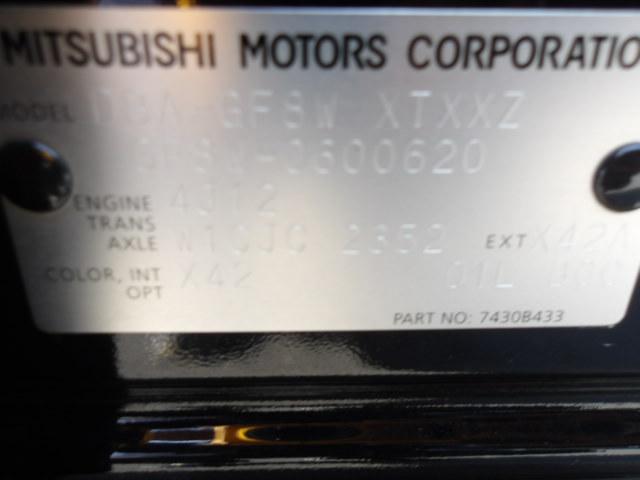 MITSUBISHI MOTORS CORPORATIO
MODEL DBA-GF8W XTXXZ
GF8W-0600620
ENGINE 4J12
TRANS
AXLE W1CJC 2352 EXT X42A
COLOR, INT X42 01L
OPT
PART NO: 7430B433